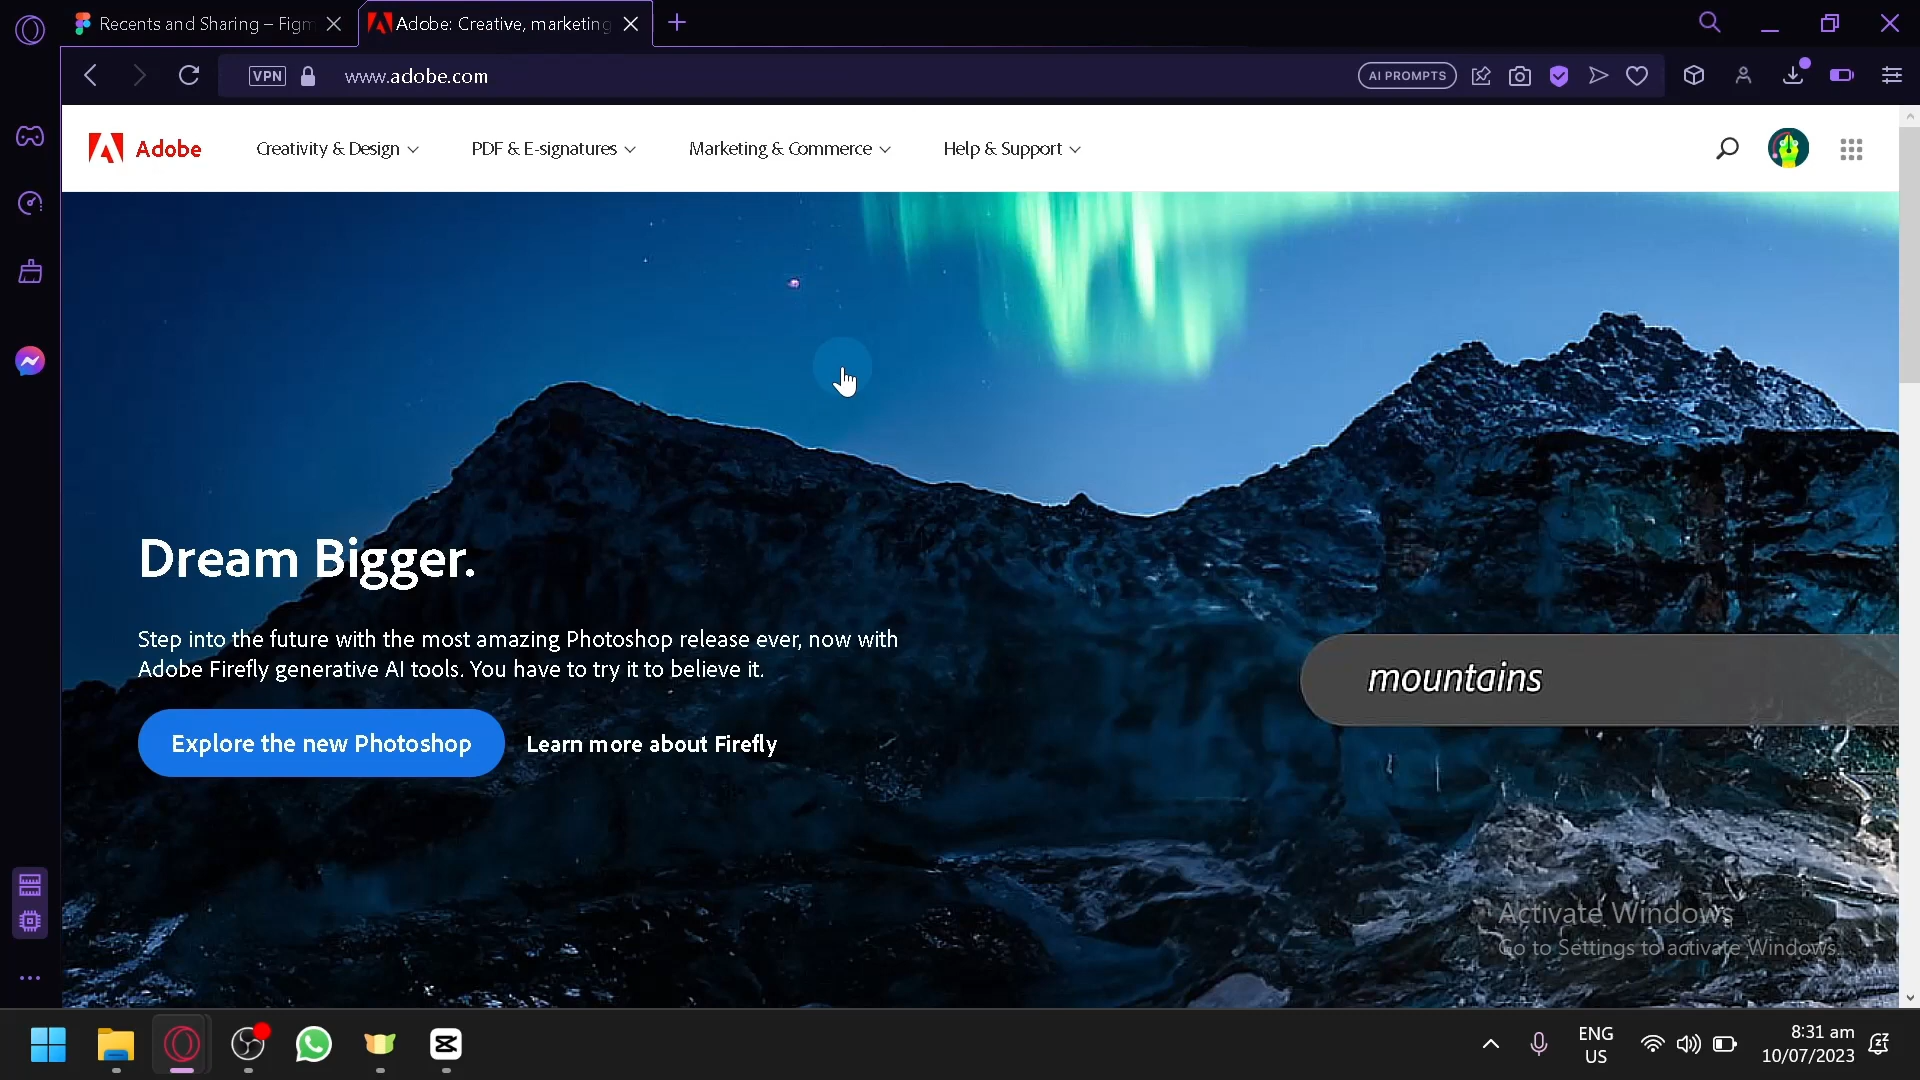 Recents and Sharing – Figm
Adobe: Creative, marketing
VPN
www.adobe.com
AI PROMPTS
Adobe
Creativity & Design
PDF & E-signatures
Marketing & Commerce
Help & Support
Dream Bigger.
Step into the future with the most amazing Photoshop release ever, now with
Adobe Firefly generative AI tools. You have to try it to believe it.
mountains
Explore the new Photoshop
Learn more about Firefly
Activate Windows
Go to Settings to activate Windows.
ENG
US
8:31 am
10/07/2023